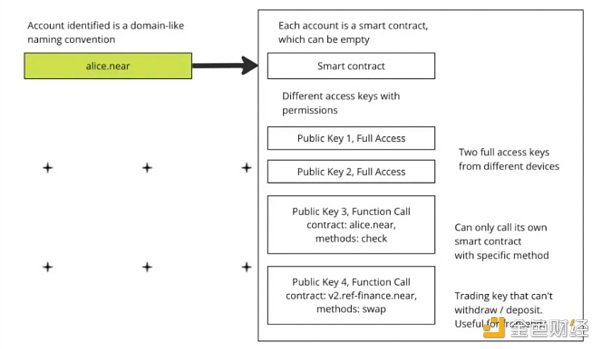 Account identified is a domain-like
naming convention
alice.near
Each account is a smart contract,
which can be empty
Smart contract
Different access keys with
permissions
Public Key 1, Full Access
Public Key 2, Full Access
Two full access keys
from different devices
Public Key 3, Function Call
contract: alice.near,
methods: check
Can only call its own
smart contract
with specific method
Public Key 4, Function Call
contract: v2.ref-finance.near,
methods: swap
Trading key that can't
withdraw / deposit.
Useful for
金色财经